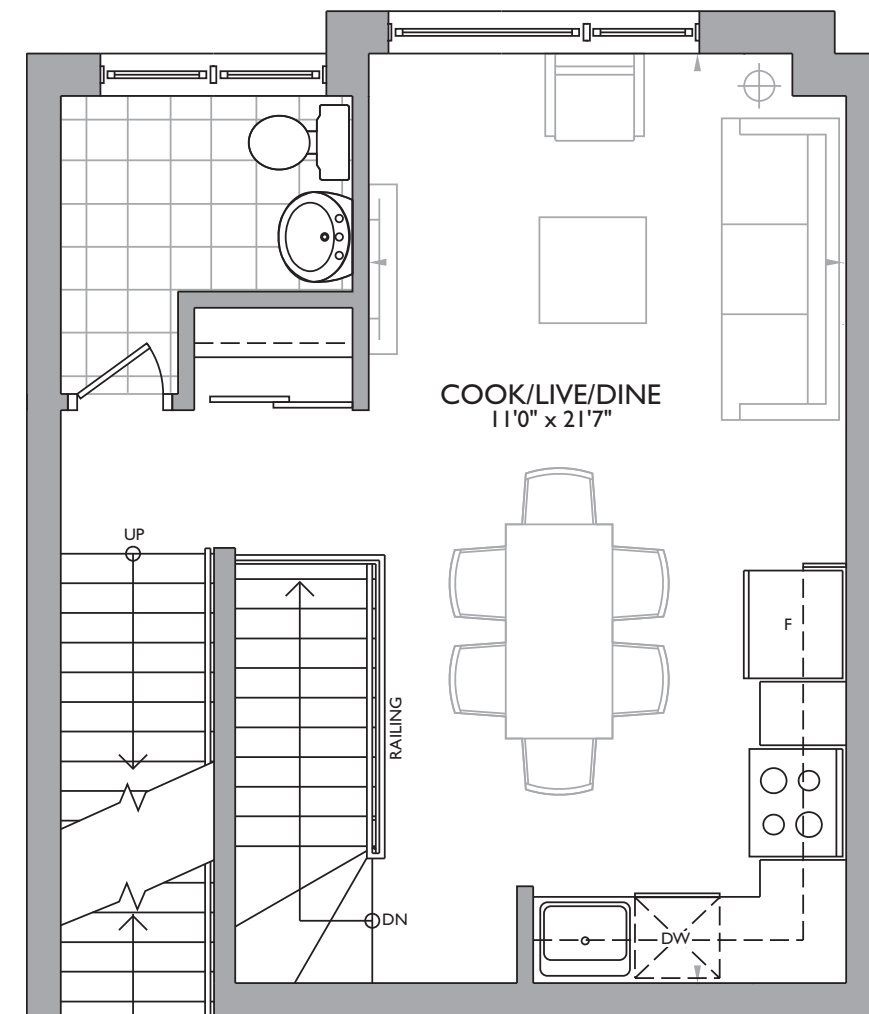 COOK/LIVE/DINE
11'0" x 21'7"
UP
F
RAILING
DN
DW